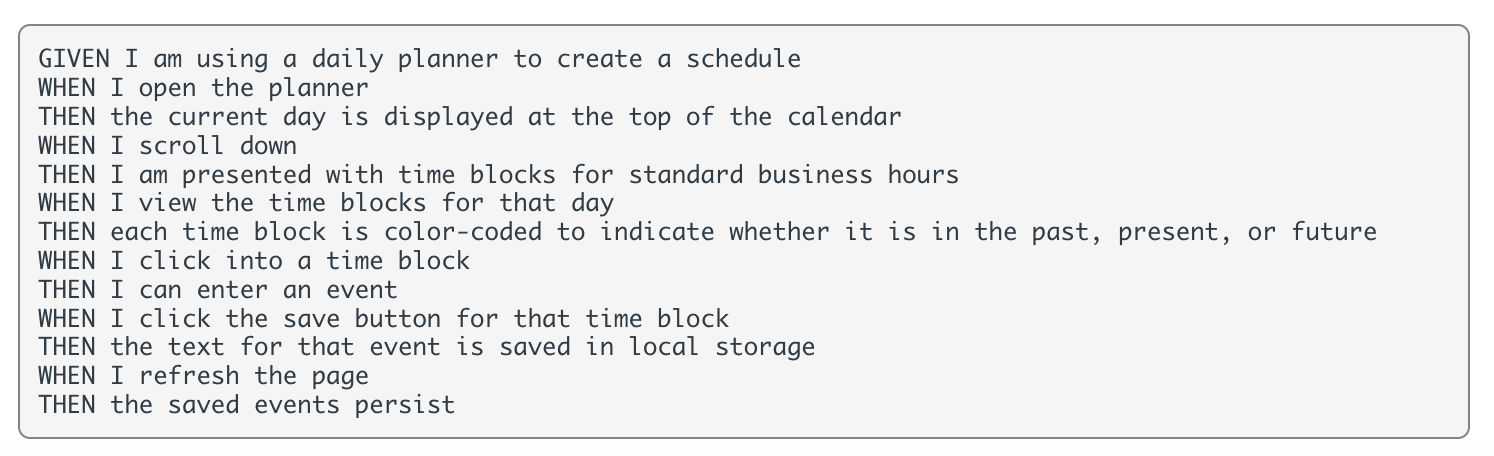 GIVEN I am using a daily planner to create a schedule
WHEN I open the planner
THEN the current day is displayed at the top of the calendar
WHEN I scroll down
THEN I am presented with time blocks for standard business hours
WHEN I view the time blocks for that day
THEN each time block is color-coded to indicate whether it is in the past, present, or future
WHEN I click into a time block
THEN I can enter an event
WHEN I click the save button for that time block
THEN the text for that event is saved in local storage
WHEN I refresh the page
THEN the saved events persist